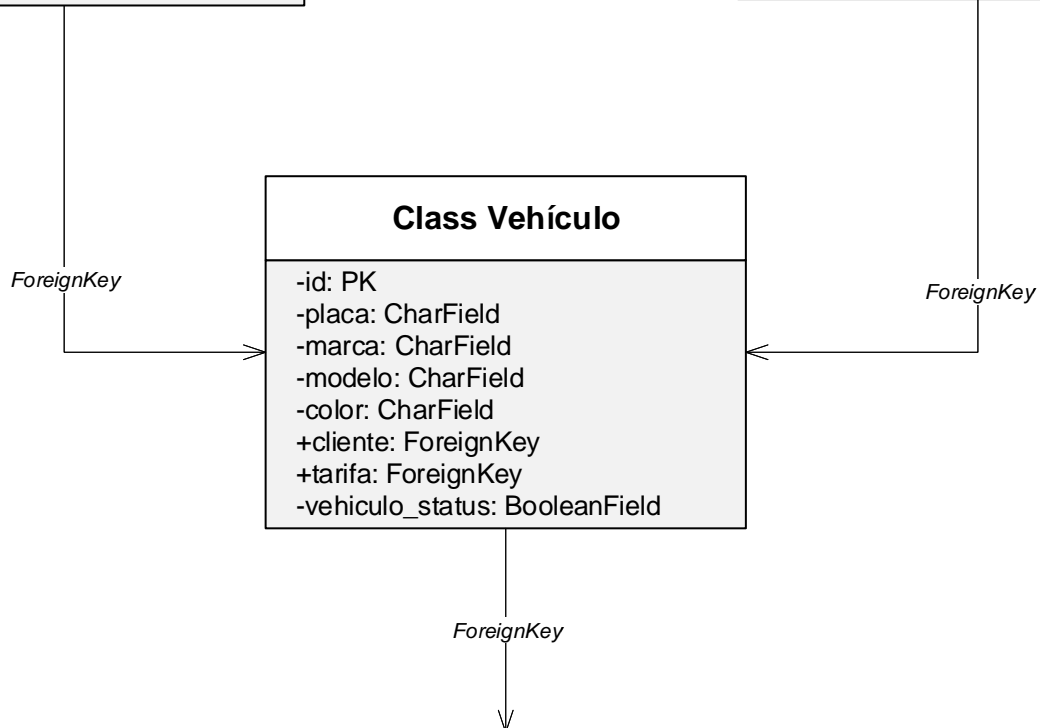 Class Vehículo
ForeignKey
-id: PK
-placa: CharField
-marca: CharField
-modelo: CharField
-color: CharField
+cliente: ForeignKey
+tarifa: ForeignKey
-vehiculo_status: BooleanField
ForeignKey
ForeignKey